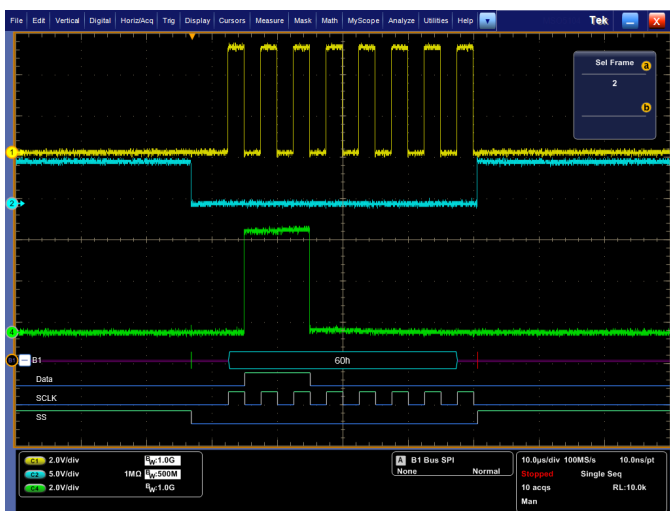 File Edit Vertical Digital Horiz/Acq Trig Display Cursors Measure Mask Math MyScope Analyze Utilities Help Tek X
Sel Frame a
2
b
1
2
4
B1 B1
60h
Data
SCLK
SS
C1 2.0V/div BW:1.0G
C2 5.0V/div 1MΩ BW:500M
C4 2.0V/div BW:1.0G
A B1 Bus SPI
None Normal
10.0µs/div 100MS/s 10.0ns/pt
Stopped Single Seq
10 acqs RL:10.0k
Man